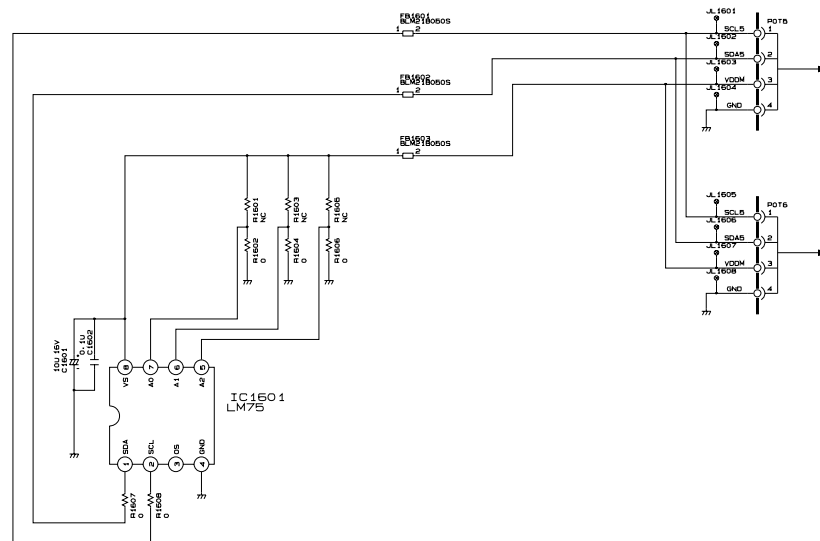 FB1601
BLM21B050S
1 2
FB1602
BLM21B050S
1 2
FB1603
BLM21B050S
1 2
JL1601
SCL5
1
POT5
JL1602
SDA5
2
JL1603
VDDM
3
JL1604
GND
4
JL1605
SCL5
1
POT6
JL1606
SDA5
2
JL1607
VDDM
3
JL1608
GND
4
R1601
NC
R1603
NC
R1605
NC
R1602
0
R1604
0
R1606
0
10U 16V
C1601
+
-
0.1U
C1602
8
7
6
5
VS
A0
A1
A2
IC1601
LM75
SDA
SCL
OS
GND
1
2
3
4
R1607
0
R1608
0